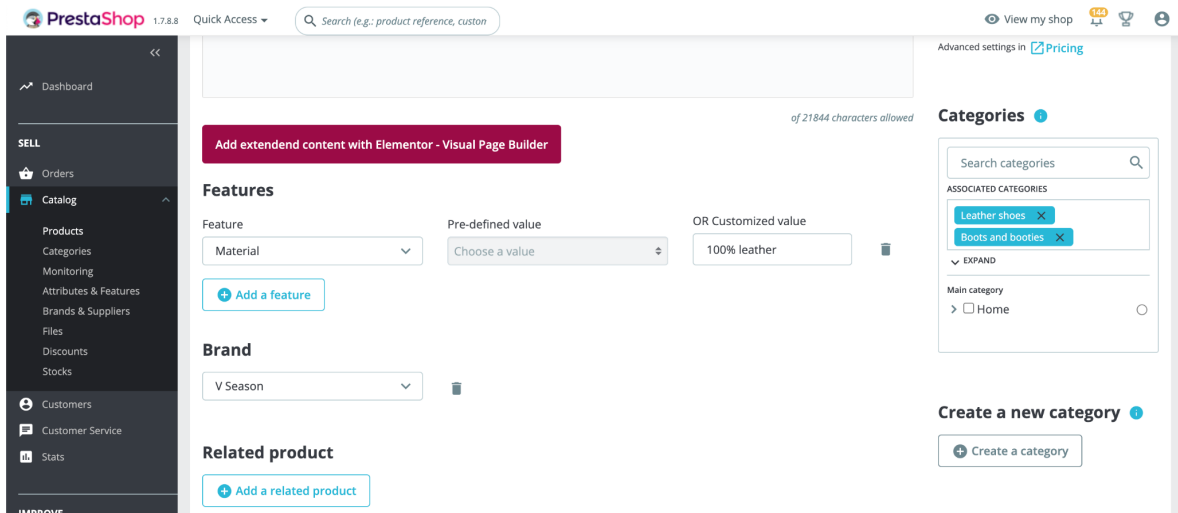 PrestaShop 1.7.8.8 Quick Access Search (e.g.: product reference, custon View my shop 144
Dashboard
SELL
Orders
Catalog
Products
Categories
Monitoring
Attributes & Features
Brands & Suppliers
Files
Discounts
Stocks
Customers
Customer Service
Stats
IMPROVE
of 21844 characters allowed
Add extendend content with Elementor - Visual Page Builder
Features
Feature Pre-defined value OR Customized value
Material Choose a value 100% leather
Add a feature
Brand
V Season
Related product
Add a related product
Advanced settings in Pricing
Categories
Search categories
ASSOCIATED CATEGORIES
Leather shoes
Boots and booties
EXPAND
Main category
Home
Create a new category
Create a category